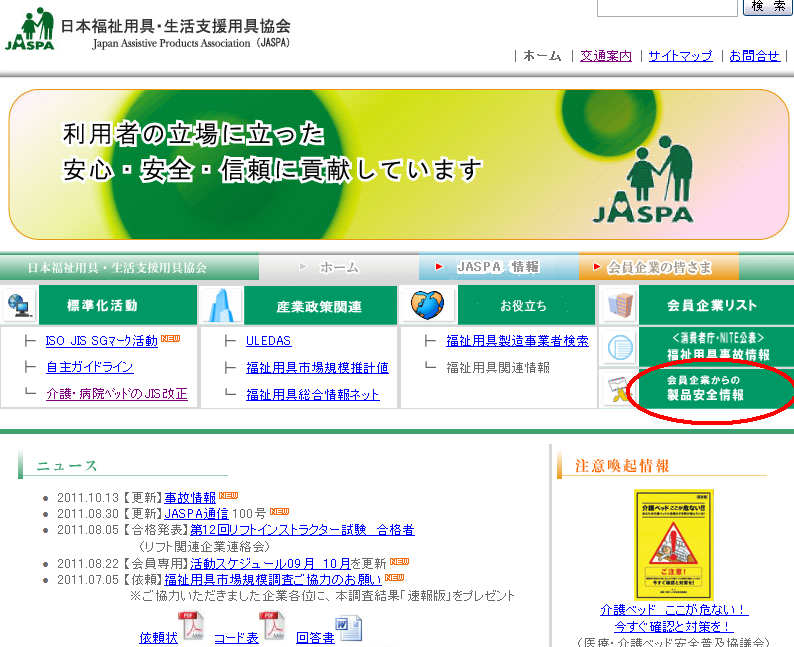 検 索
JASPA
日本福祉用具・生活支援用具協会
Japan Assistive Products Association (JASPA)
| ホーム | 交通案内 | サイトマップ | お問合せ |
利用者の立場に立った
安心・安全・信頼に貢献しています
JASPA
日本福祉用具・生活支援用具協会 ホーム JASPA 情報 会員企業の皆さま
標準化活動 産業政策関連 お役立ち 会員企業リスト
ISO JIS SGマーク活動 NEW
自主ガイドライン
介護・病院ベッドのJIS改正
ULEDAS
福祉用具市場規模推計値
福祉用具総合情報ネット
福祉用具製造事業者検索
福祉用具関連情報
<消費者庁・NITE公表>
福祉用具事故情報
会員企業からの
製品安全情報
ニュース
2011.10.13 【更新】事故情報 NEW
2011.08.30 【更新】JASPA通信 100号 NEW
2011.08.05 【合格発表】第12回リフトインストラクター試験 合格者
(リフト関連企業連絡会)
2011.08.22 【会員専用】活動スケジュール09月 10月を更新 NEW
2011.07.05 【依頼】福祉用具市場規模調査ご協力のお願い NEW
※ご協力いただきました企業各位に、本調査結果「速報版」をプレゼント
依頼状 PDF コード表 PDF 回答書
注意喚起情報
介護ベッド ここが危ない!!
ご注意!
介護ベッド ここが危ない!
今すぐ確認と対策を!
(医療・介護ベッド安全普及協議会)